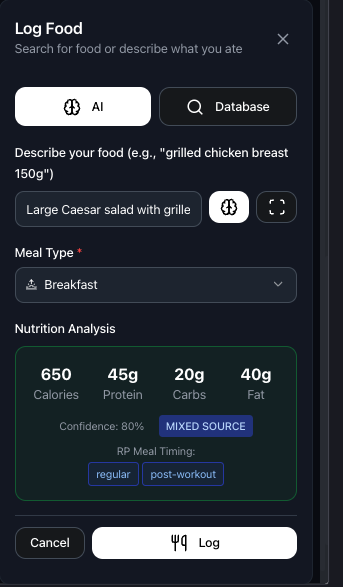 Log Food
Search for food or describe what you ate
AI
Database
Describe your food (e.g., "grilled chicken breast
150g")
Large Caesar salad with grille
Meal Type *
Breakfast
Nutrition Analysis
650 45g 20g 40g
Calories Protein Carbs Fat
Confidence: 80% MIXED SOURCE
RP Meal Timing:
regular post-workout
Cancel Log